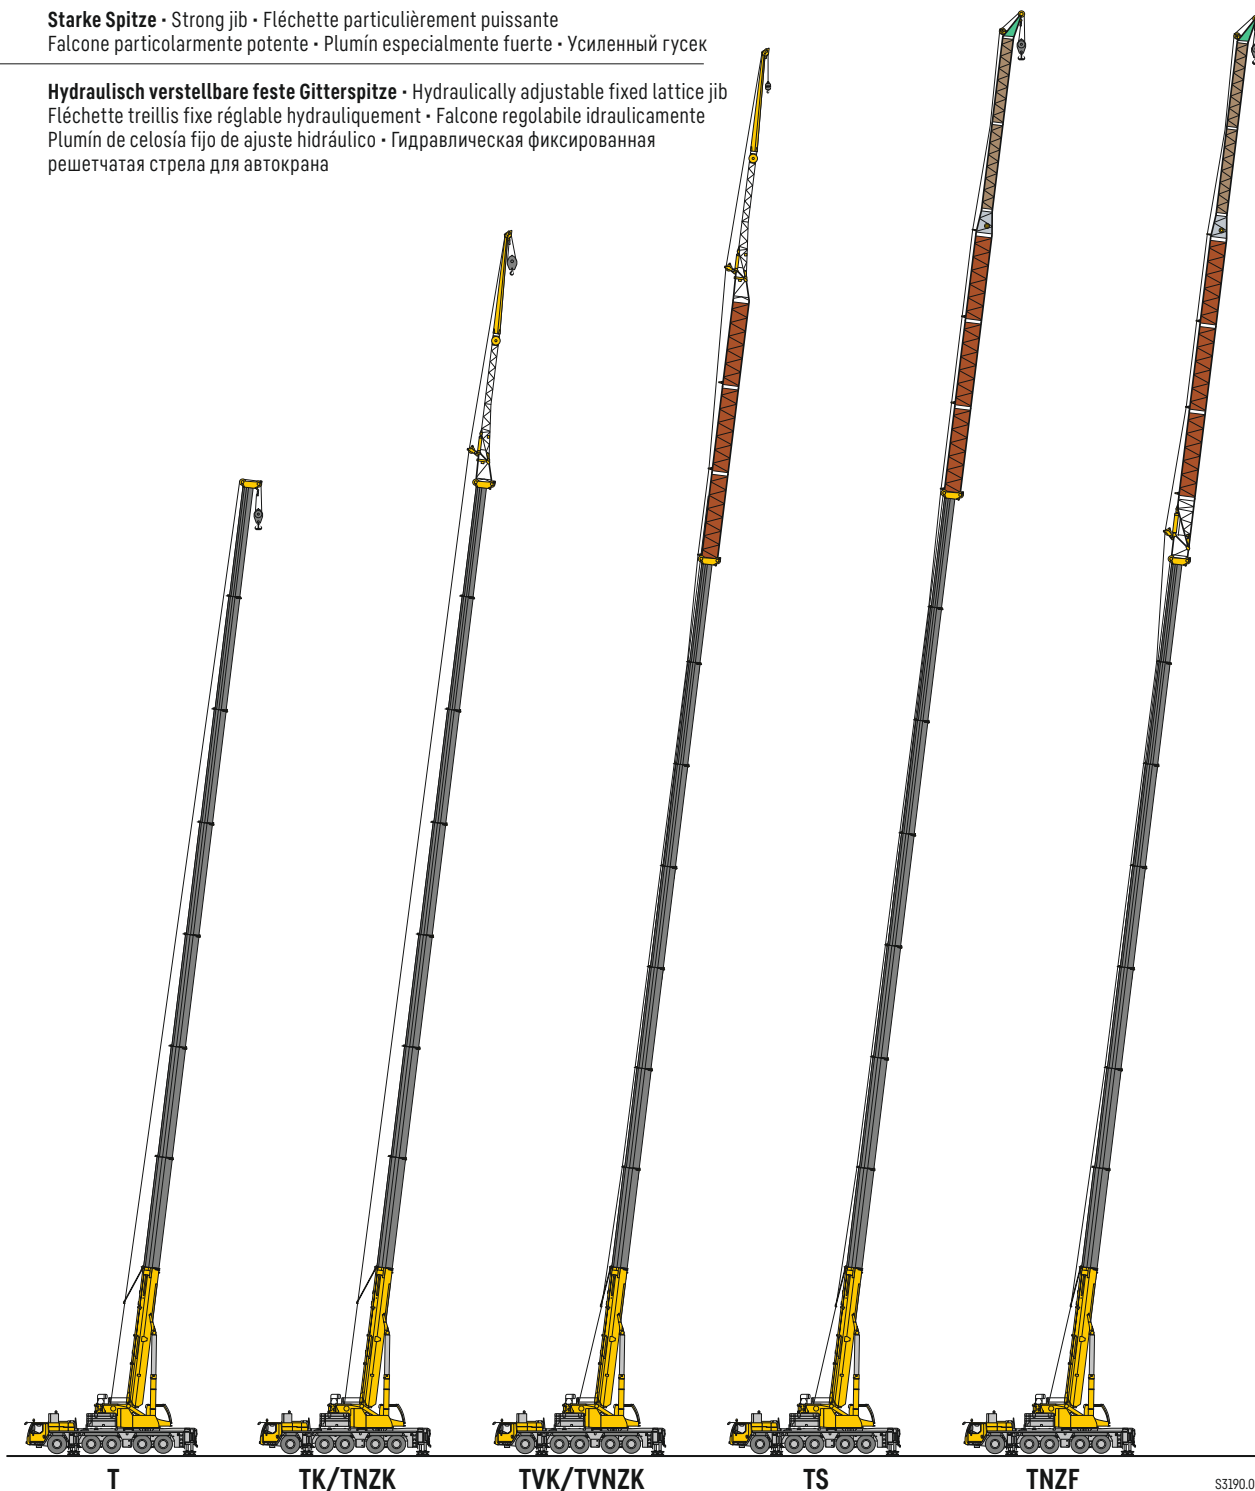 Starke Spitze · Strong jib · Fléchette particulièrement puissante
Falcone particolarmente potente · Plumín especialmente fuerte · Усиленный гусек
Hydraulisch verstellbare feste Gitterspitze · Hydraulically adjustable fixed lattice jib
Fléchette treillis fixe réglable hydrauliquement · Falcone regolabile idraulicamente
Plumín de celosía fijo de ajuste hidráulico · Гидравлическая фиксированная
решетчатая стрела для автокрана
T TK/TNZK TVK/TVNZK TS TNZF
S3190.0